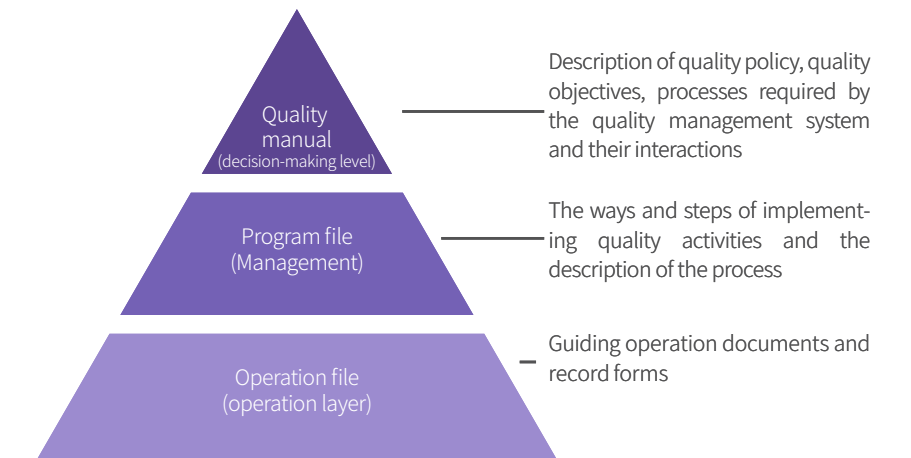 Quality
manual
(decision-making level)
Description of quality policy, quality
objectives, processes required by
the quality management system
and their interactions
Program file
(Management)
The ways and steps of implement-
ing quality activities and the
description of the process
Operation file
(operation layer)
Guiding operation documents and
record forms